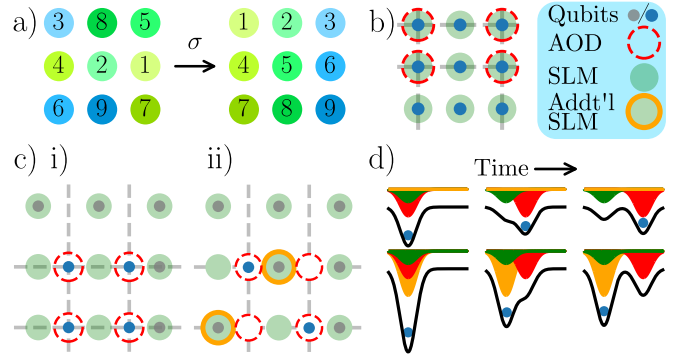 a)
3 8 5
4 2 1
6 9 7
σ
1 2 3
4 5 6
7 8 9
b)
Qubits /
AOD
SLM
Addt'l
SLM
c) i)
ii)
d)
Time